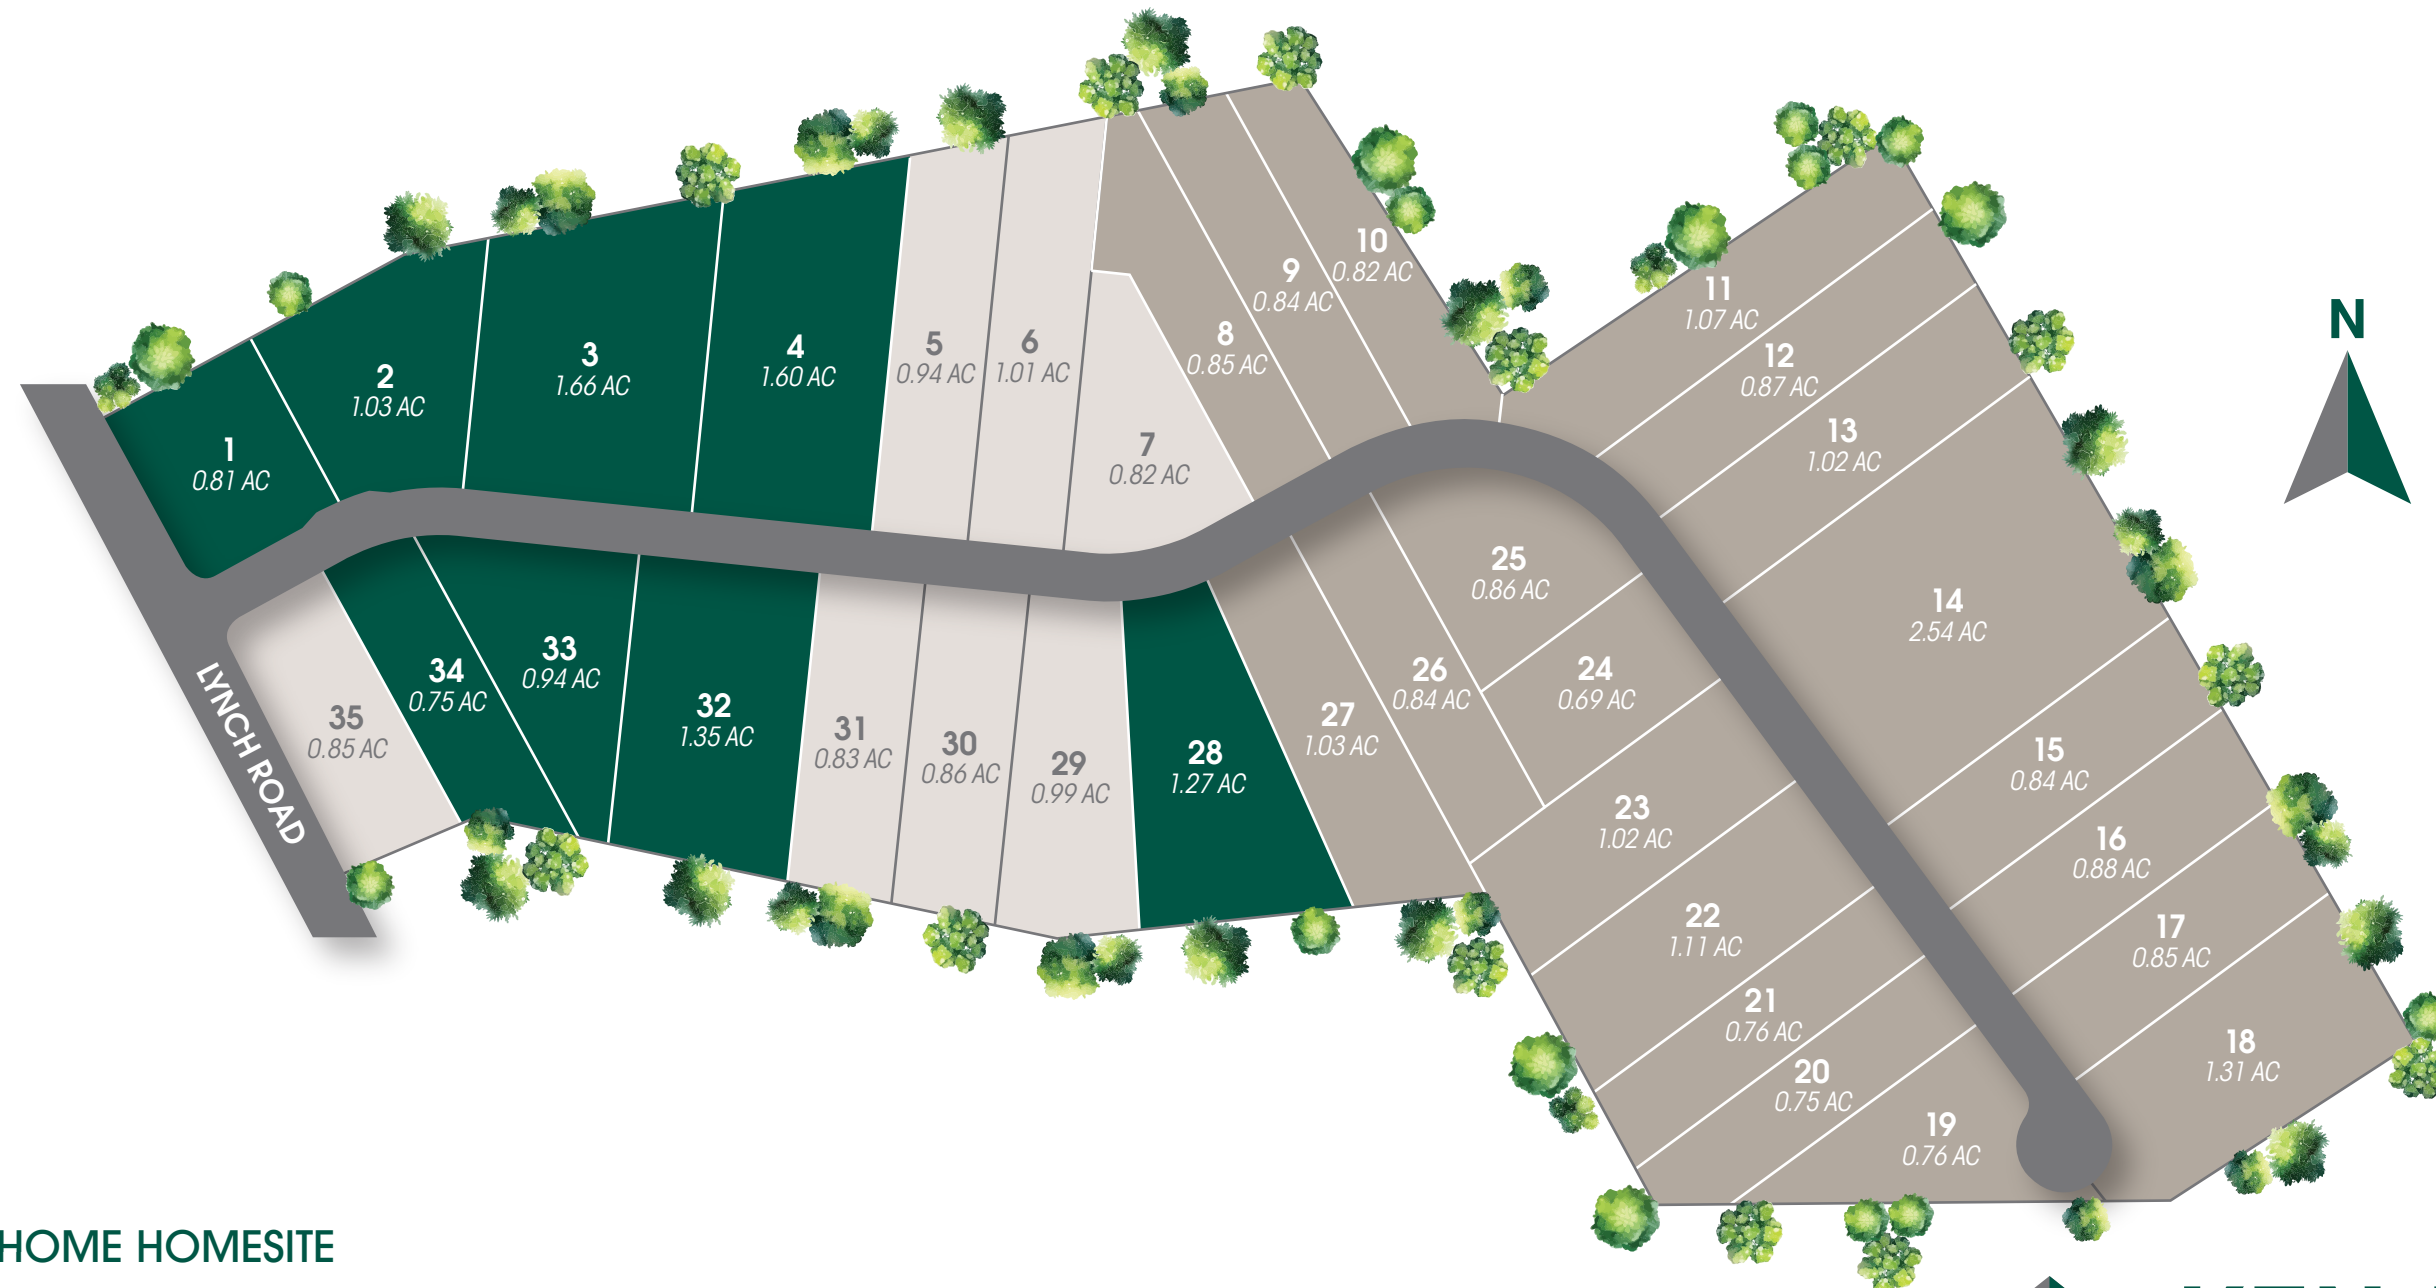 1
0.81 AC
2
1.03 AC
3
1.66 AC
4
1.60 AC
5
0.94 AC
6
1.01 AC
7
0.82 AC
8
0.85 AC
9
0.84 AC
10
0.82 AC
11
1.07 AC
12
0.87 AC
13
1.02 AC
14
2.54 AC
15
0.84 AC
16
0.88 AC
17
0.85 AC
18
1.31 AC
19
0.76 AC
20
0.75 AC
21
0.76 AC
22
1.11 AC
23
1.02 AC
24
0.69 AC
25
0.86 AC
26
0.84 AC
27
1.03 AC
28
1.27 AC
29
0.99 AC
30
0.86 AC
31
0.83 AC
32
1.35 AC
33
0.94 AC
34
0.75 AC
35
0.85 AC
LYNCH ROAD
N
HOME HOMESITE